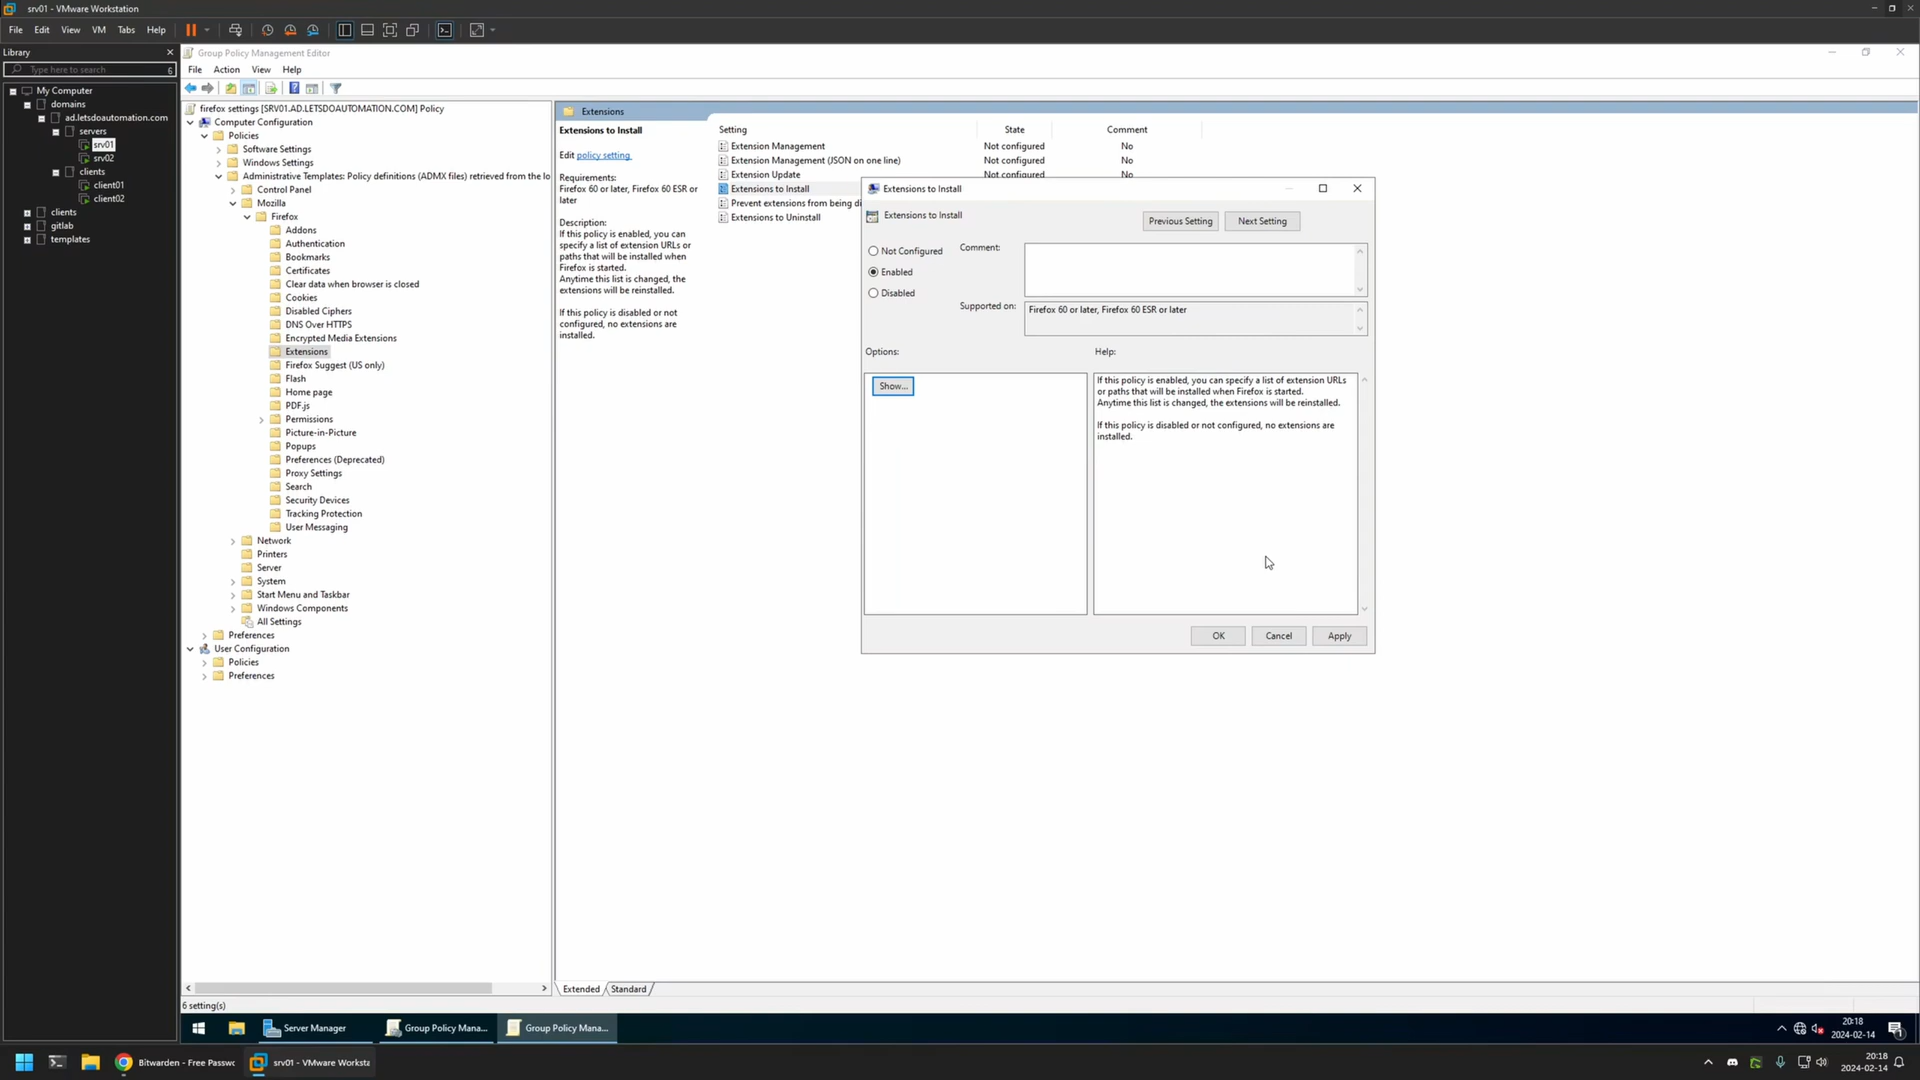 srv01 - VMware Workstation
File Edit View VM Tabs Help
Library
Type here to search
My Computer
domains
ad.letsdoautomation.com
servers
srv01
srv02
clients
client01
client02
clients
gitlab
templates
Group Policy Management Editor
File Action View Help
firefox settings [SRV01.AD.LETSDOAUTOMATION.COM] Policy
Computer Configuration
Policies
Software Settings
Windows Settings
Administrative Templates: Policy definitions (ADMX files) retrieved from the lo
Control Panel
Mozilla
Firefox
Addons
Authentication
Bookmarks
Certificates
Clear data when browser is closed
Cookies
Disabled Ciphers
DNS Over HTTPS
Encrypted Media Extensions
Extensions
Firefox Suggest (US only)
Flash
Home page
PDF.js
Permissions
Picture-in-Picture
Popups
Preferences (Deprecated)
Proxy Settings
Search
Security Devices
Tracking Protection
User Messaging
Network
Printers
Server
System
Start Menu and Taskbar
Windows Components
All Settings
Preferences
User Configuration
Policies
Preferences
Extensions
Extensions to Install
Edit policy setting
Requirements:
Firefox 60 or later, Firefox 60 ESR or
later
Description:
If this policy is enabled, you can
specify a list of extension URLs or
paths that will be installed when
Firefox is started.
Anytime this list is changed, the
extensions will be reinstalled.
If this policy is disabled or not
configured, no extensions are
installed.
Setting State Comment
Extension Management Not configured No
Extension Management (JSON on one line) Not configured No
Extension Update Not configured No
Extensions to Install
Prevent extensions from being di
Extensions to Uninstall
Extensions to Install
Extensions to Install
Previous Setting Next Setting
Not Configured
Enabled
Disabled
Comment:
Supported on:
Firefox 60 or later, Firefox 60 ESR or later
Options:
Help:
Show...
If this policy is enabled, you can specify a list of extension URLs
or paths that will be installed when Firefox is started.
Anytime this list is changed, the extensions will be reinstalled.
If this policy is disabled or not configured, no extensions are
installed.
OK Cancel Apply
Extended Standard
6 setting(s)
Server Manager Group Policy Mana... Group Policy Mana...
20:18
2024-02-14
Bitwarden - Free Passwo srv01 - VMware Worksta
20:18
2024-02-14